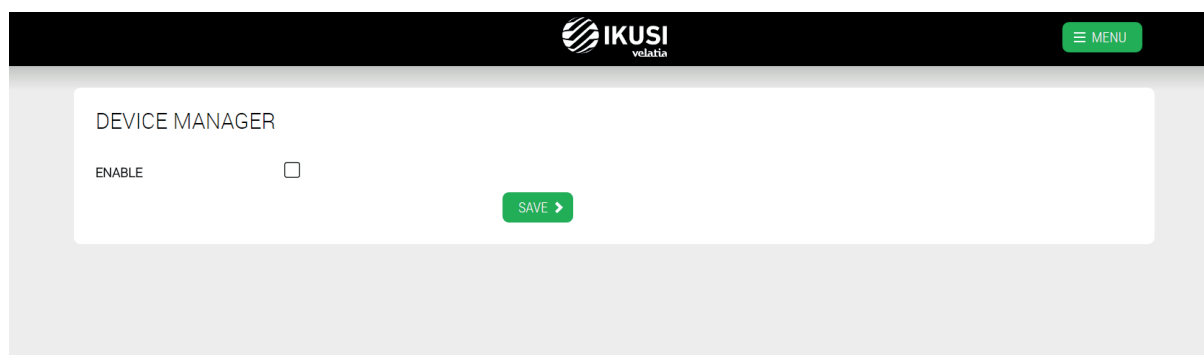 IKUSI
velatia
MENU
DEVICE MANAGER
ENABLE
SAVE